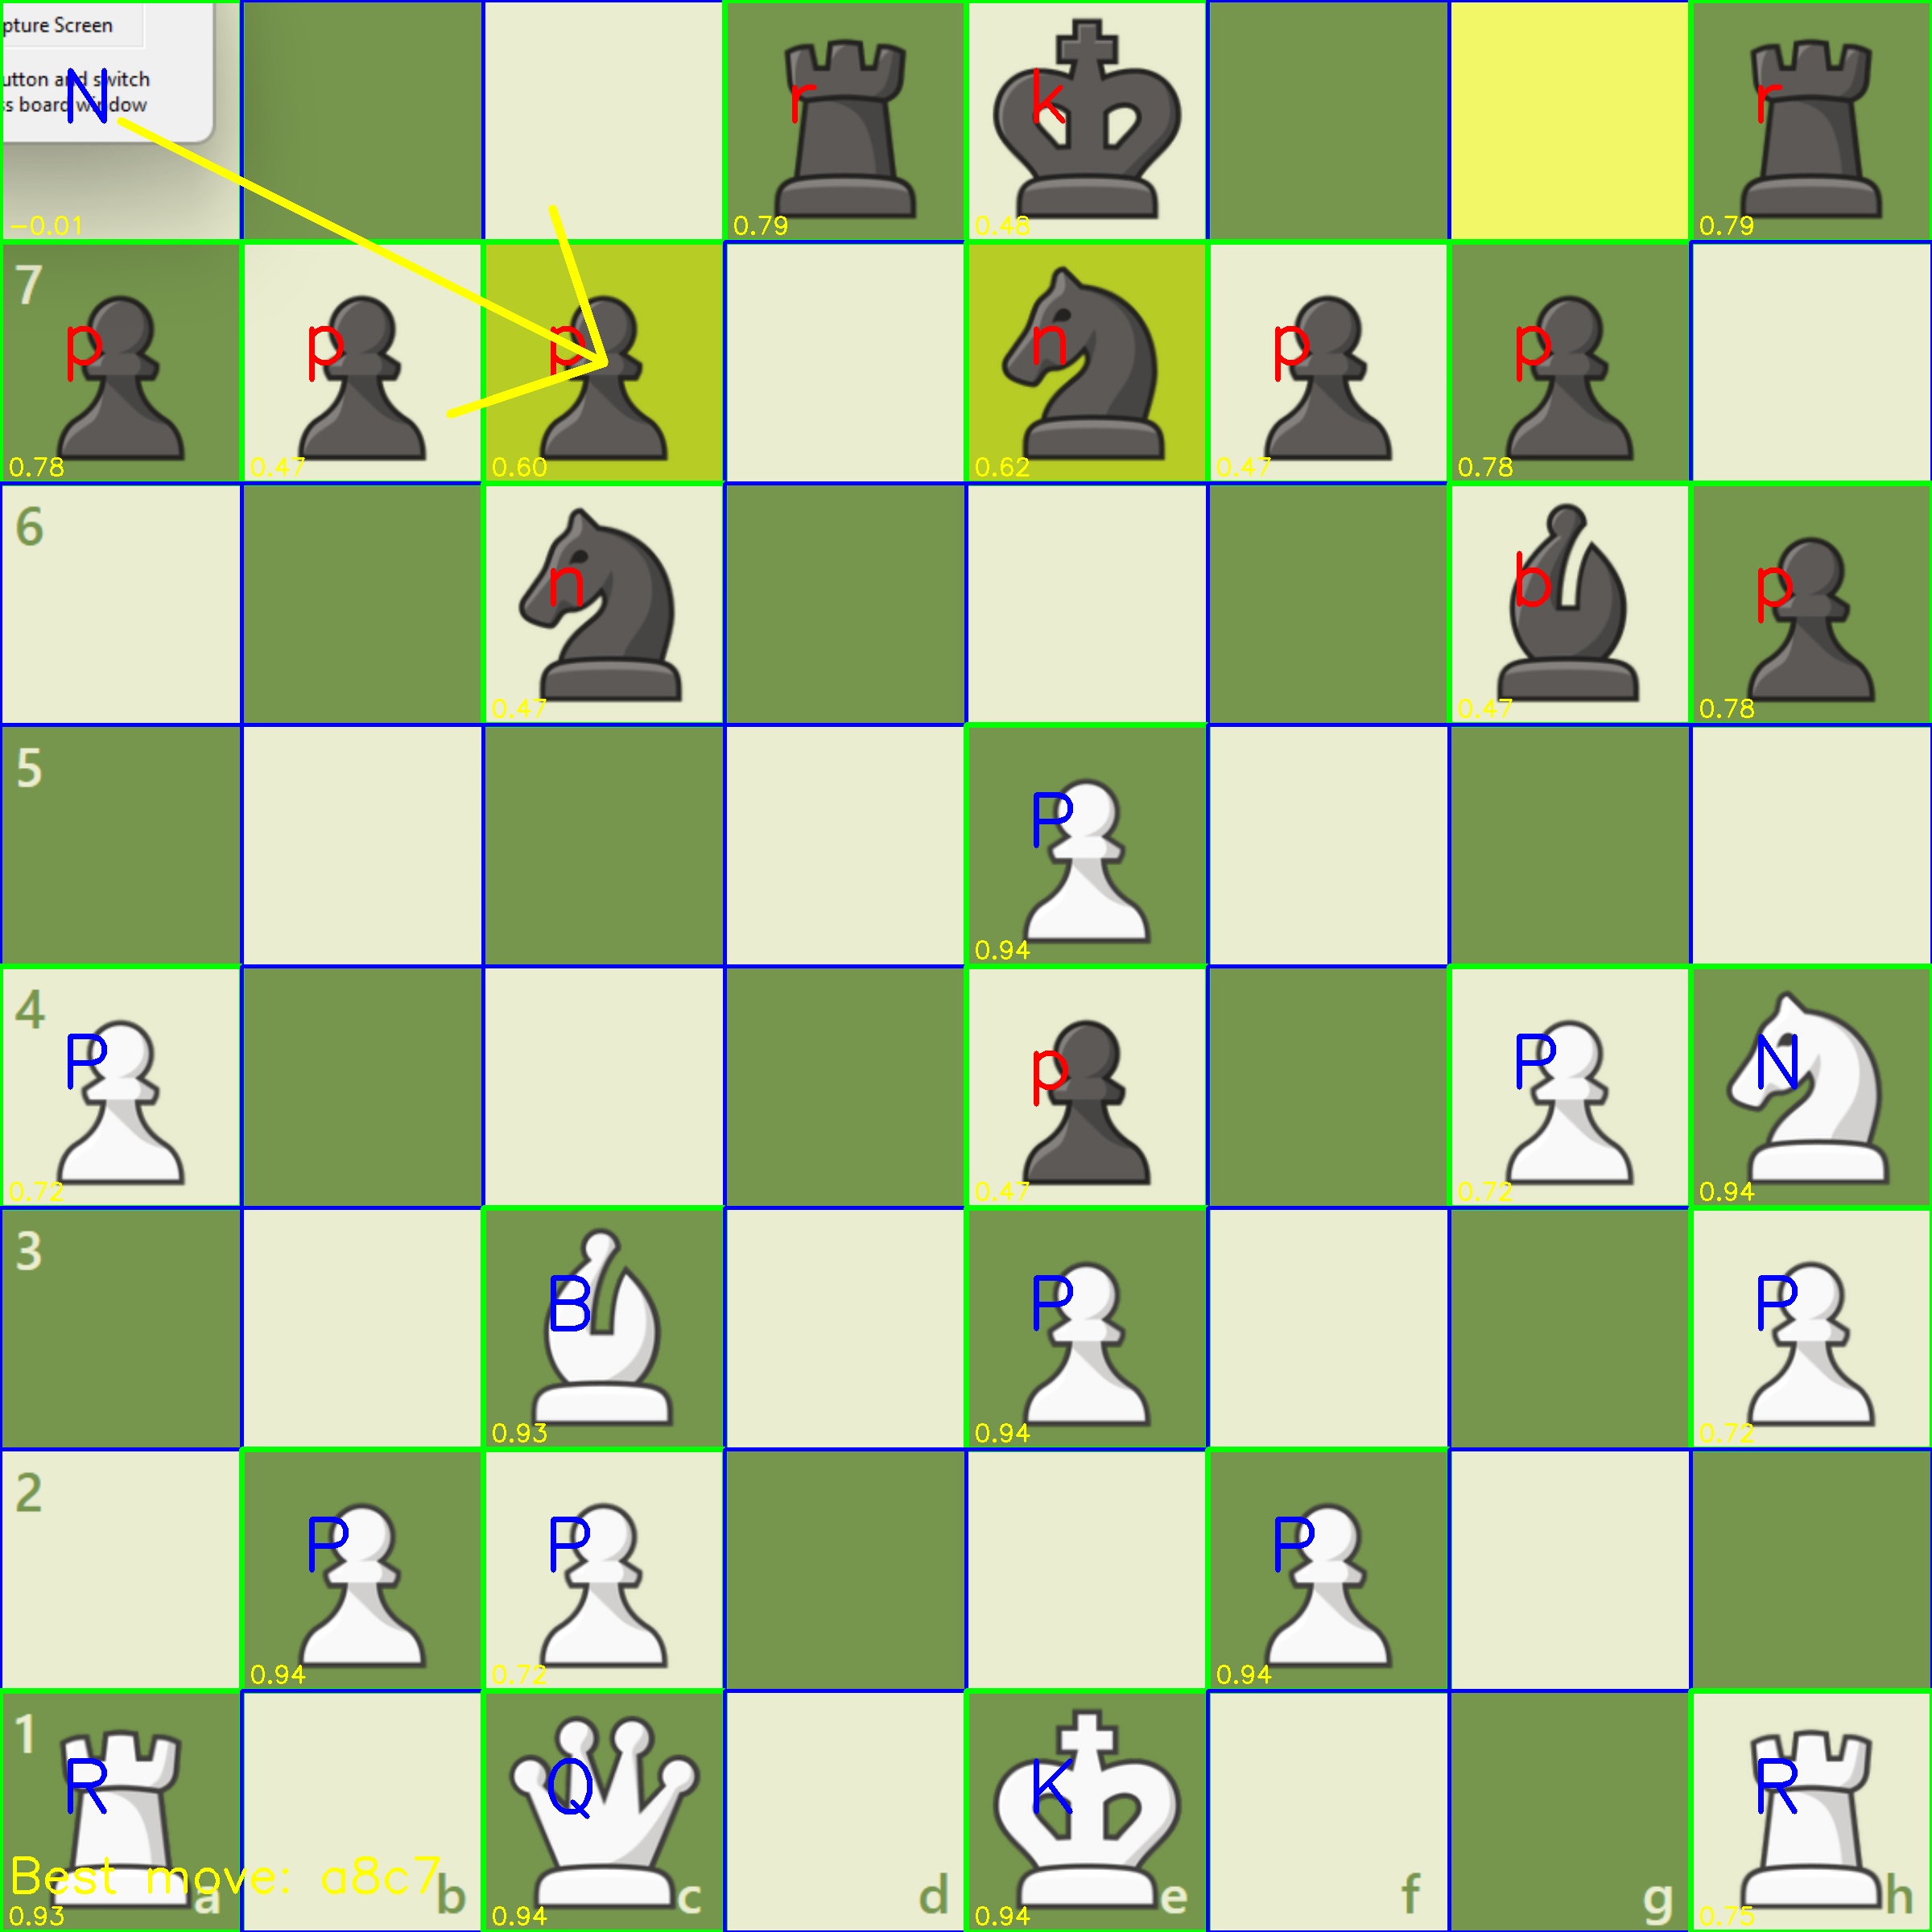 pture Screen
utton and switch
ss board window
N
r
k
r
-0.01
0.79
0.48
0.79
7
p
p
p
n
p
p
0.78
0.47
0.60
0.62
0.47
0.78
6
n
b
p
0.47
0.47
0.78
5
P
0.94
4
P
p
P
N
0.72
0.47
0.72
0.94
3
B
P
P
0.93
0.94
0.72
2
P
P
P
0.94
0.72
0.94
1
R
Q
K
R
Best move: a8c7
a
b
c
d
e
f
g
h
0.93
0.94
0.94
0.75